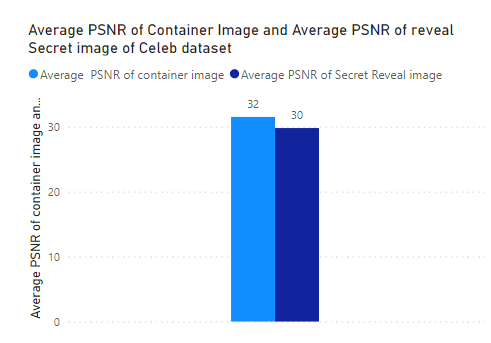 Average PSNR of Container Image and Average PSNR of reveal
Secret image of Celeb dataset
Average  PSNR of container image
Average PSNR of Secret Reveal image
Average PSNR of container image an...
32
30
30
20
10
0